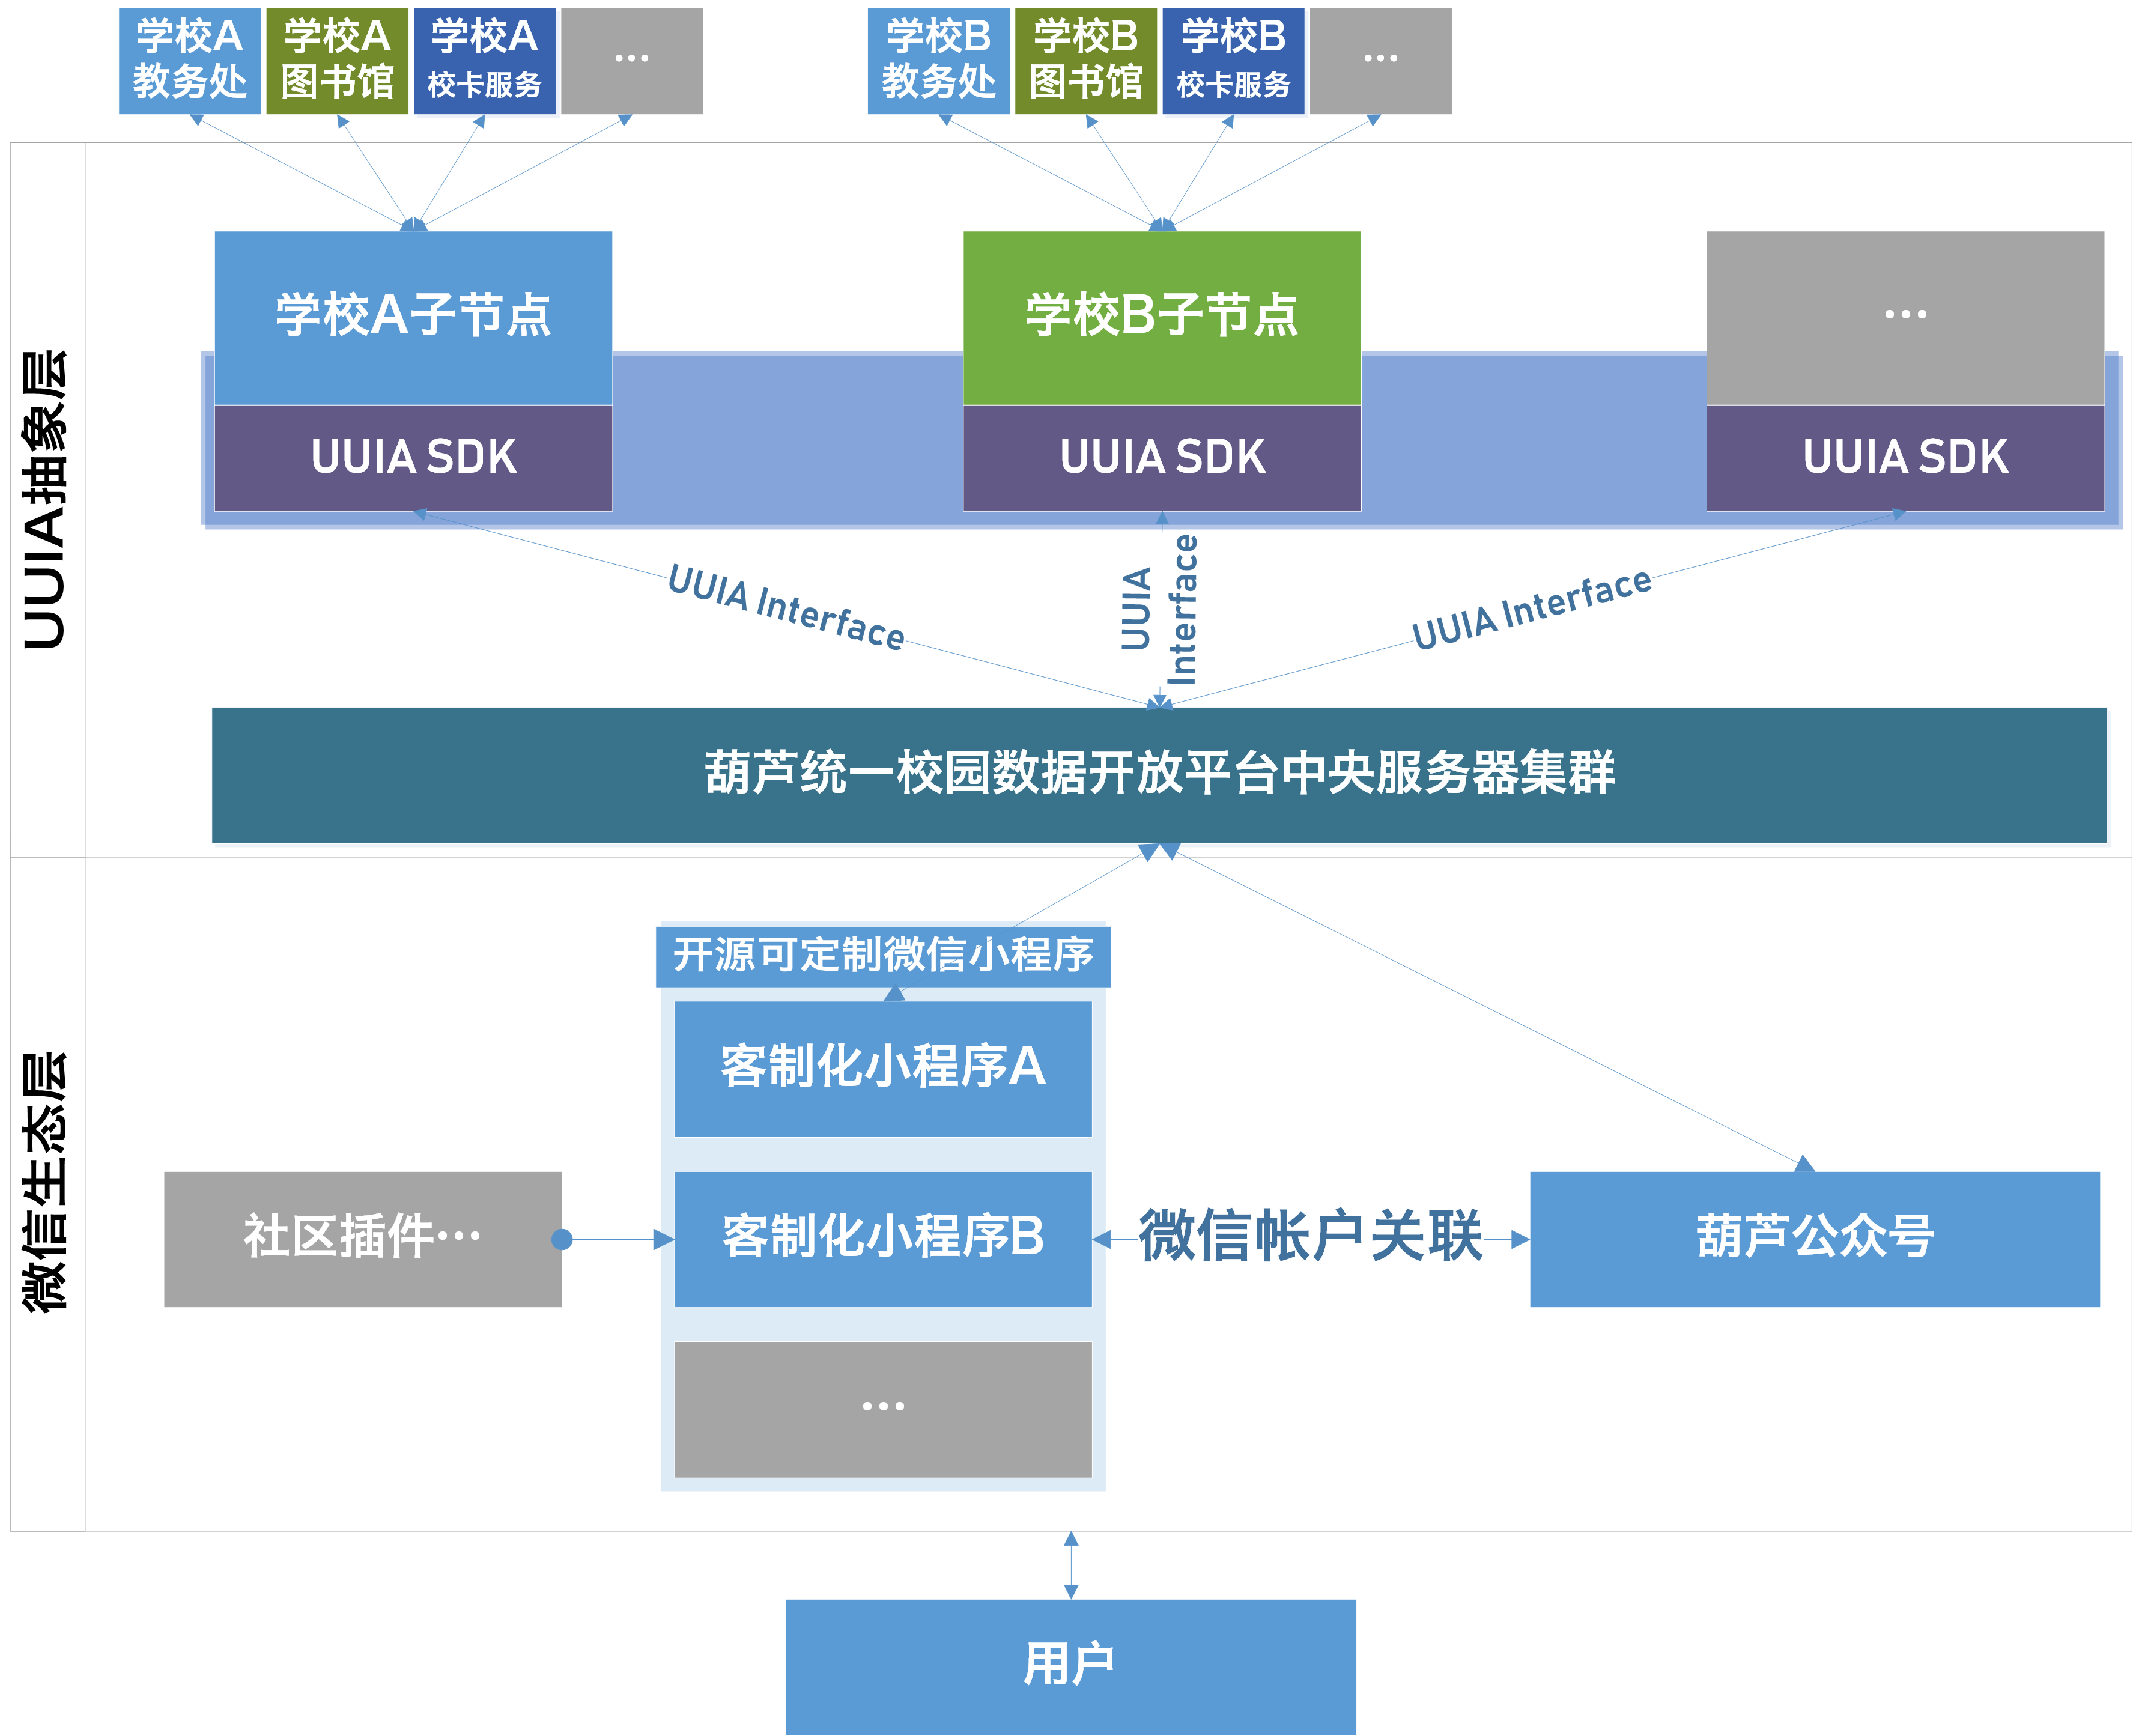 学校A
教务处
学校A
图书馆
学校A
校卡服务
...
学校B
教务处
学校B
图书馆
学校B
校卡服务
...
UUIA抽象层
学校A子节点
学校B子节点
...
UUIA SDK
UUIA SDK
UUIA SDK
UUIA Interface
UUIA
Interface
UUIA Interface
葫芦统一校园数据开放平台中央服务器集群
微信生态层
开源可定制微信小程序
客制化小程序A
社区插件...
客制化小程序B
微信帐户关联
葫芦公众号
...
用户